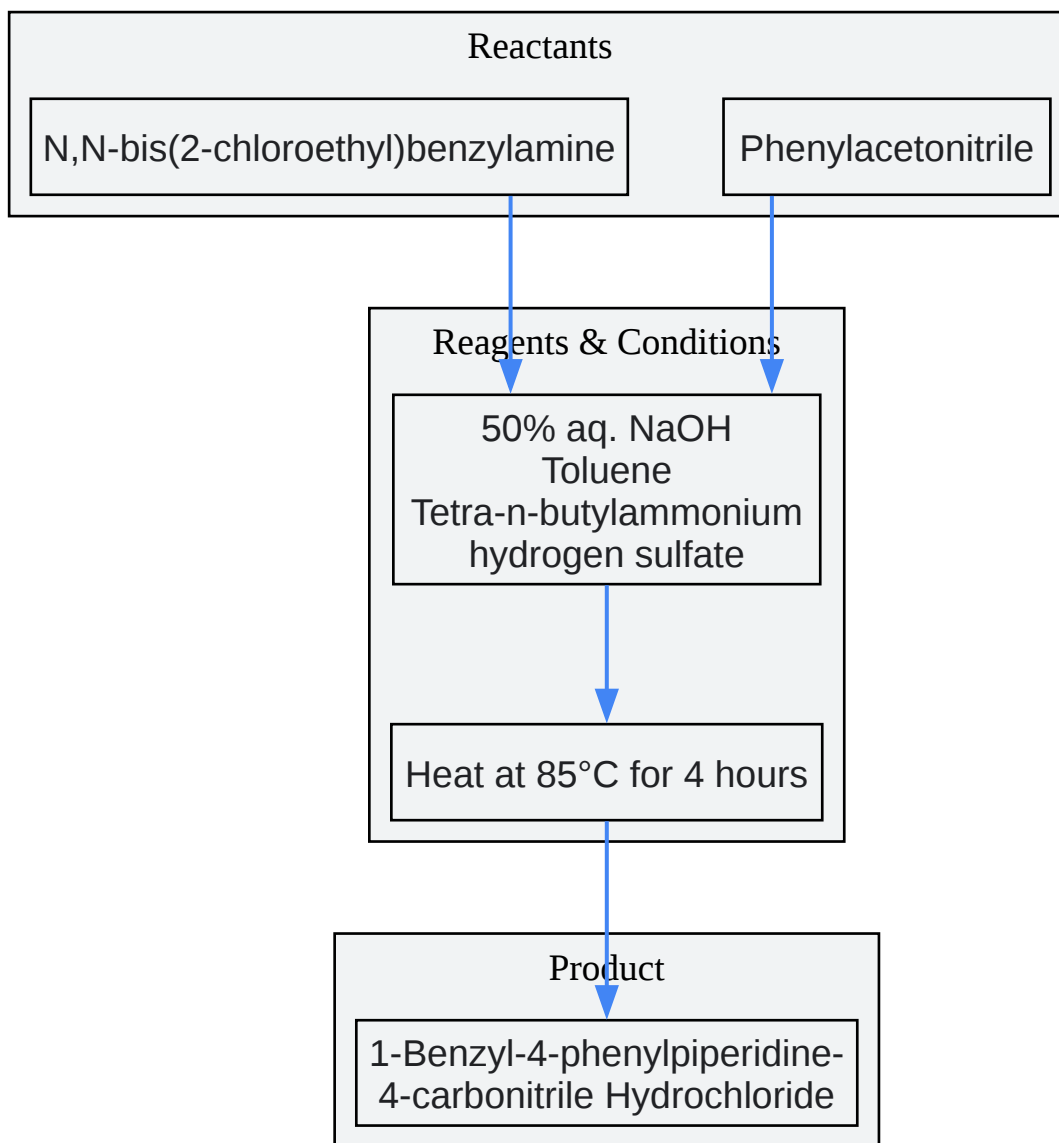 Reactants
N,N-bis(2-chloroethyl)benzylamine
Phenylacetonitrile
Reagents & Conditions
50% aq. NaOH
Toluene
Tetra-n-butylammonium
hydrogen sulfate
Heat at 85°C for 4 hours
Product
1-Benzyl-4-phenylpiperidine-
4-carbonitrile Hydrochloride